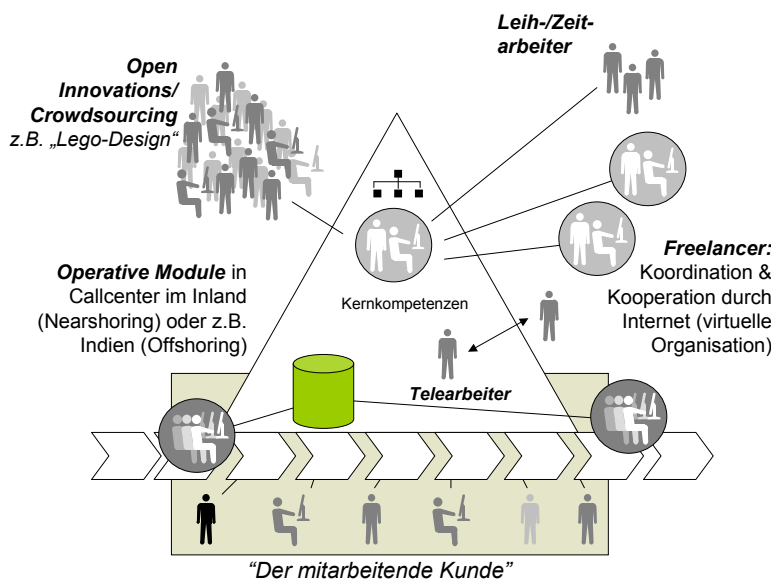 Leih-/Zeit-
arbeiter
Open
Innovations/
Crowdsourcing
z.B. „Lego-Design“
Operative Module in
Callcenter im Inland
(Nearshoring) oder z.B.
Indien (Offshoring)
Kernkompetenzen
Freelancer:
Koordination &
Kooperation durch
Internet (virtuelle
Organisation)
Telearbeiter
“Der mitarbeitende Kunde”